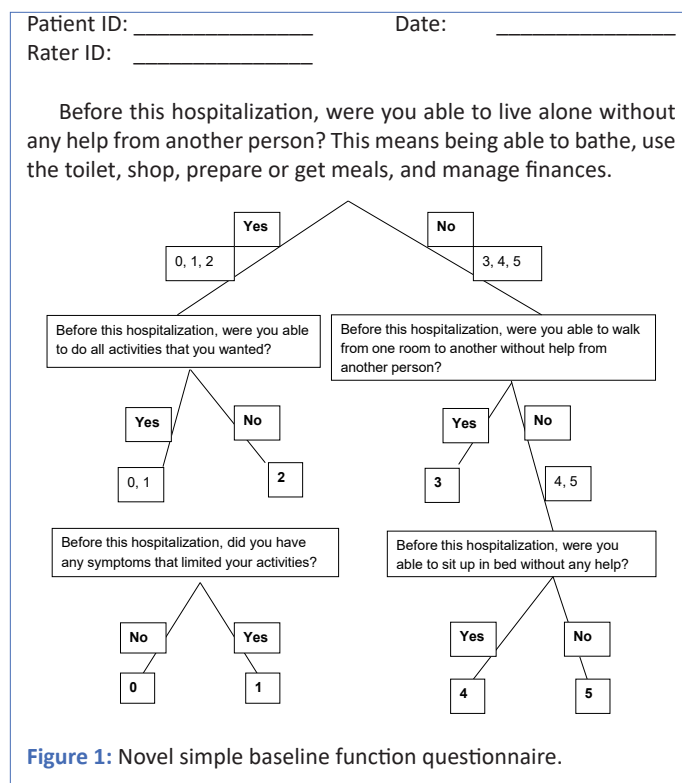 Patient ID: _______________ Date: _______________
Rater ID: _______________
Before this hospitalization, were you able to live alone without
any help from another person? This means being able to bathe, use
the toilet, shop, prepare or get meals, and manage finances.
Yes
No
0, 1, 2
3, 4, 5
Before this hospitalization, were you able
to do all activities that you wanted?
Before this hospitalization, were you able to walk
from one room to another without help from
another person?
Yes
No
Yes
No
0, 1
2
3
4, 5
Before this hospitalization, did you have
any symptoms that limited your activities?
Before this hospitalization, were you
able to sit up in bed without any help?
No
Yes
Yes
No
0
1
4
5
Figure 1: Novel simple baseline function questionnaire.